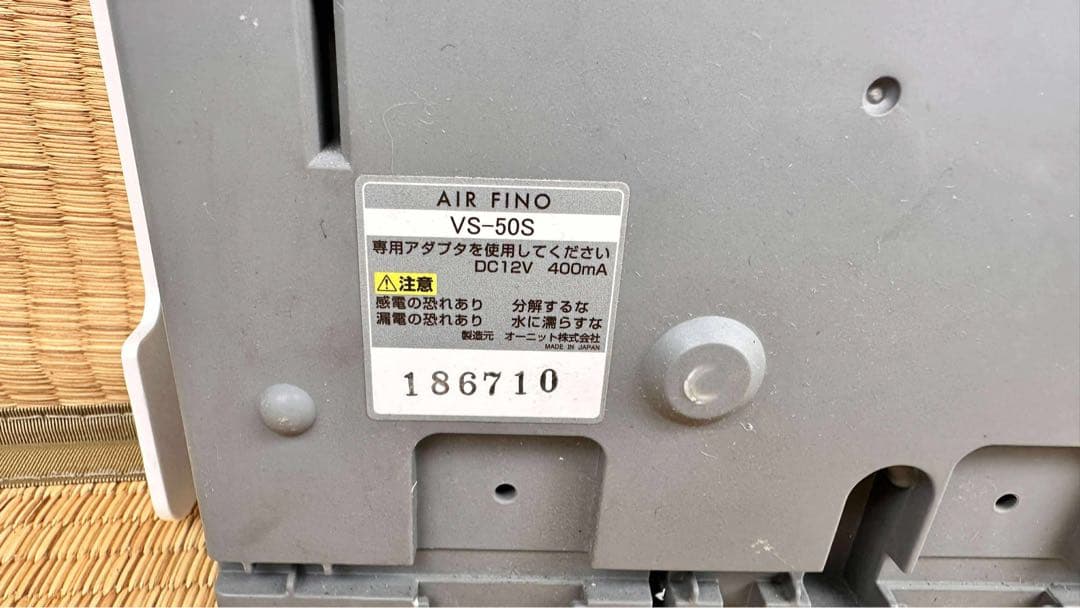 AIR FINO
VS-50S
専用アダプタを使用してください
DC12V 400mA
⚠注意
感電の恐れあり 分解するな
漏電の恐れあり 水に濡らすな
製造元 オーニット株式会社
MADE IN JAPAN
186710